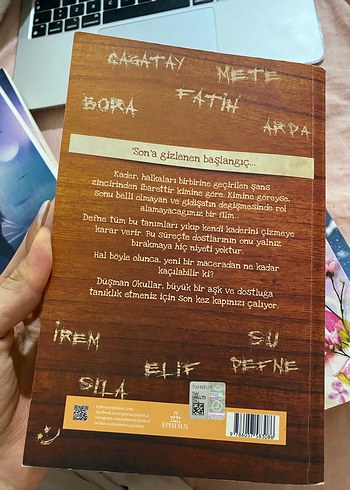 ÇAĞATAY
METE
FATİH
BORA
ARDA
'Son'a gizlenen başlangıç...
Kader, halkaları birbirine geçirilen şans
zincirinden ibarettir kimine göre. Kimine göreyse,
sonu belli olmayan ve gidişatın değişmesinde rol
alamayacağımız bir film...
Defne tüm bu tanımları yıkıp kendi kaderini çizmeye
karar verir. Bu süreçte dostlarının onu yalnız
bırakmaya hiç niyeti yoktur.
Hal böyle olunca, yeni bir maceradan ne kadar
kaçılabilir ki?
Düşman Okullar, büyük bir aşk ve dostluğa
tanıklık etmeniz için son kez kapınızı çalıyor.
İREM
SU
ELİF
DEFNE
SILA
EPHESUS